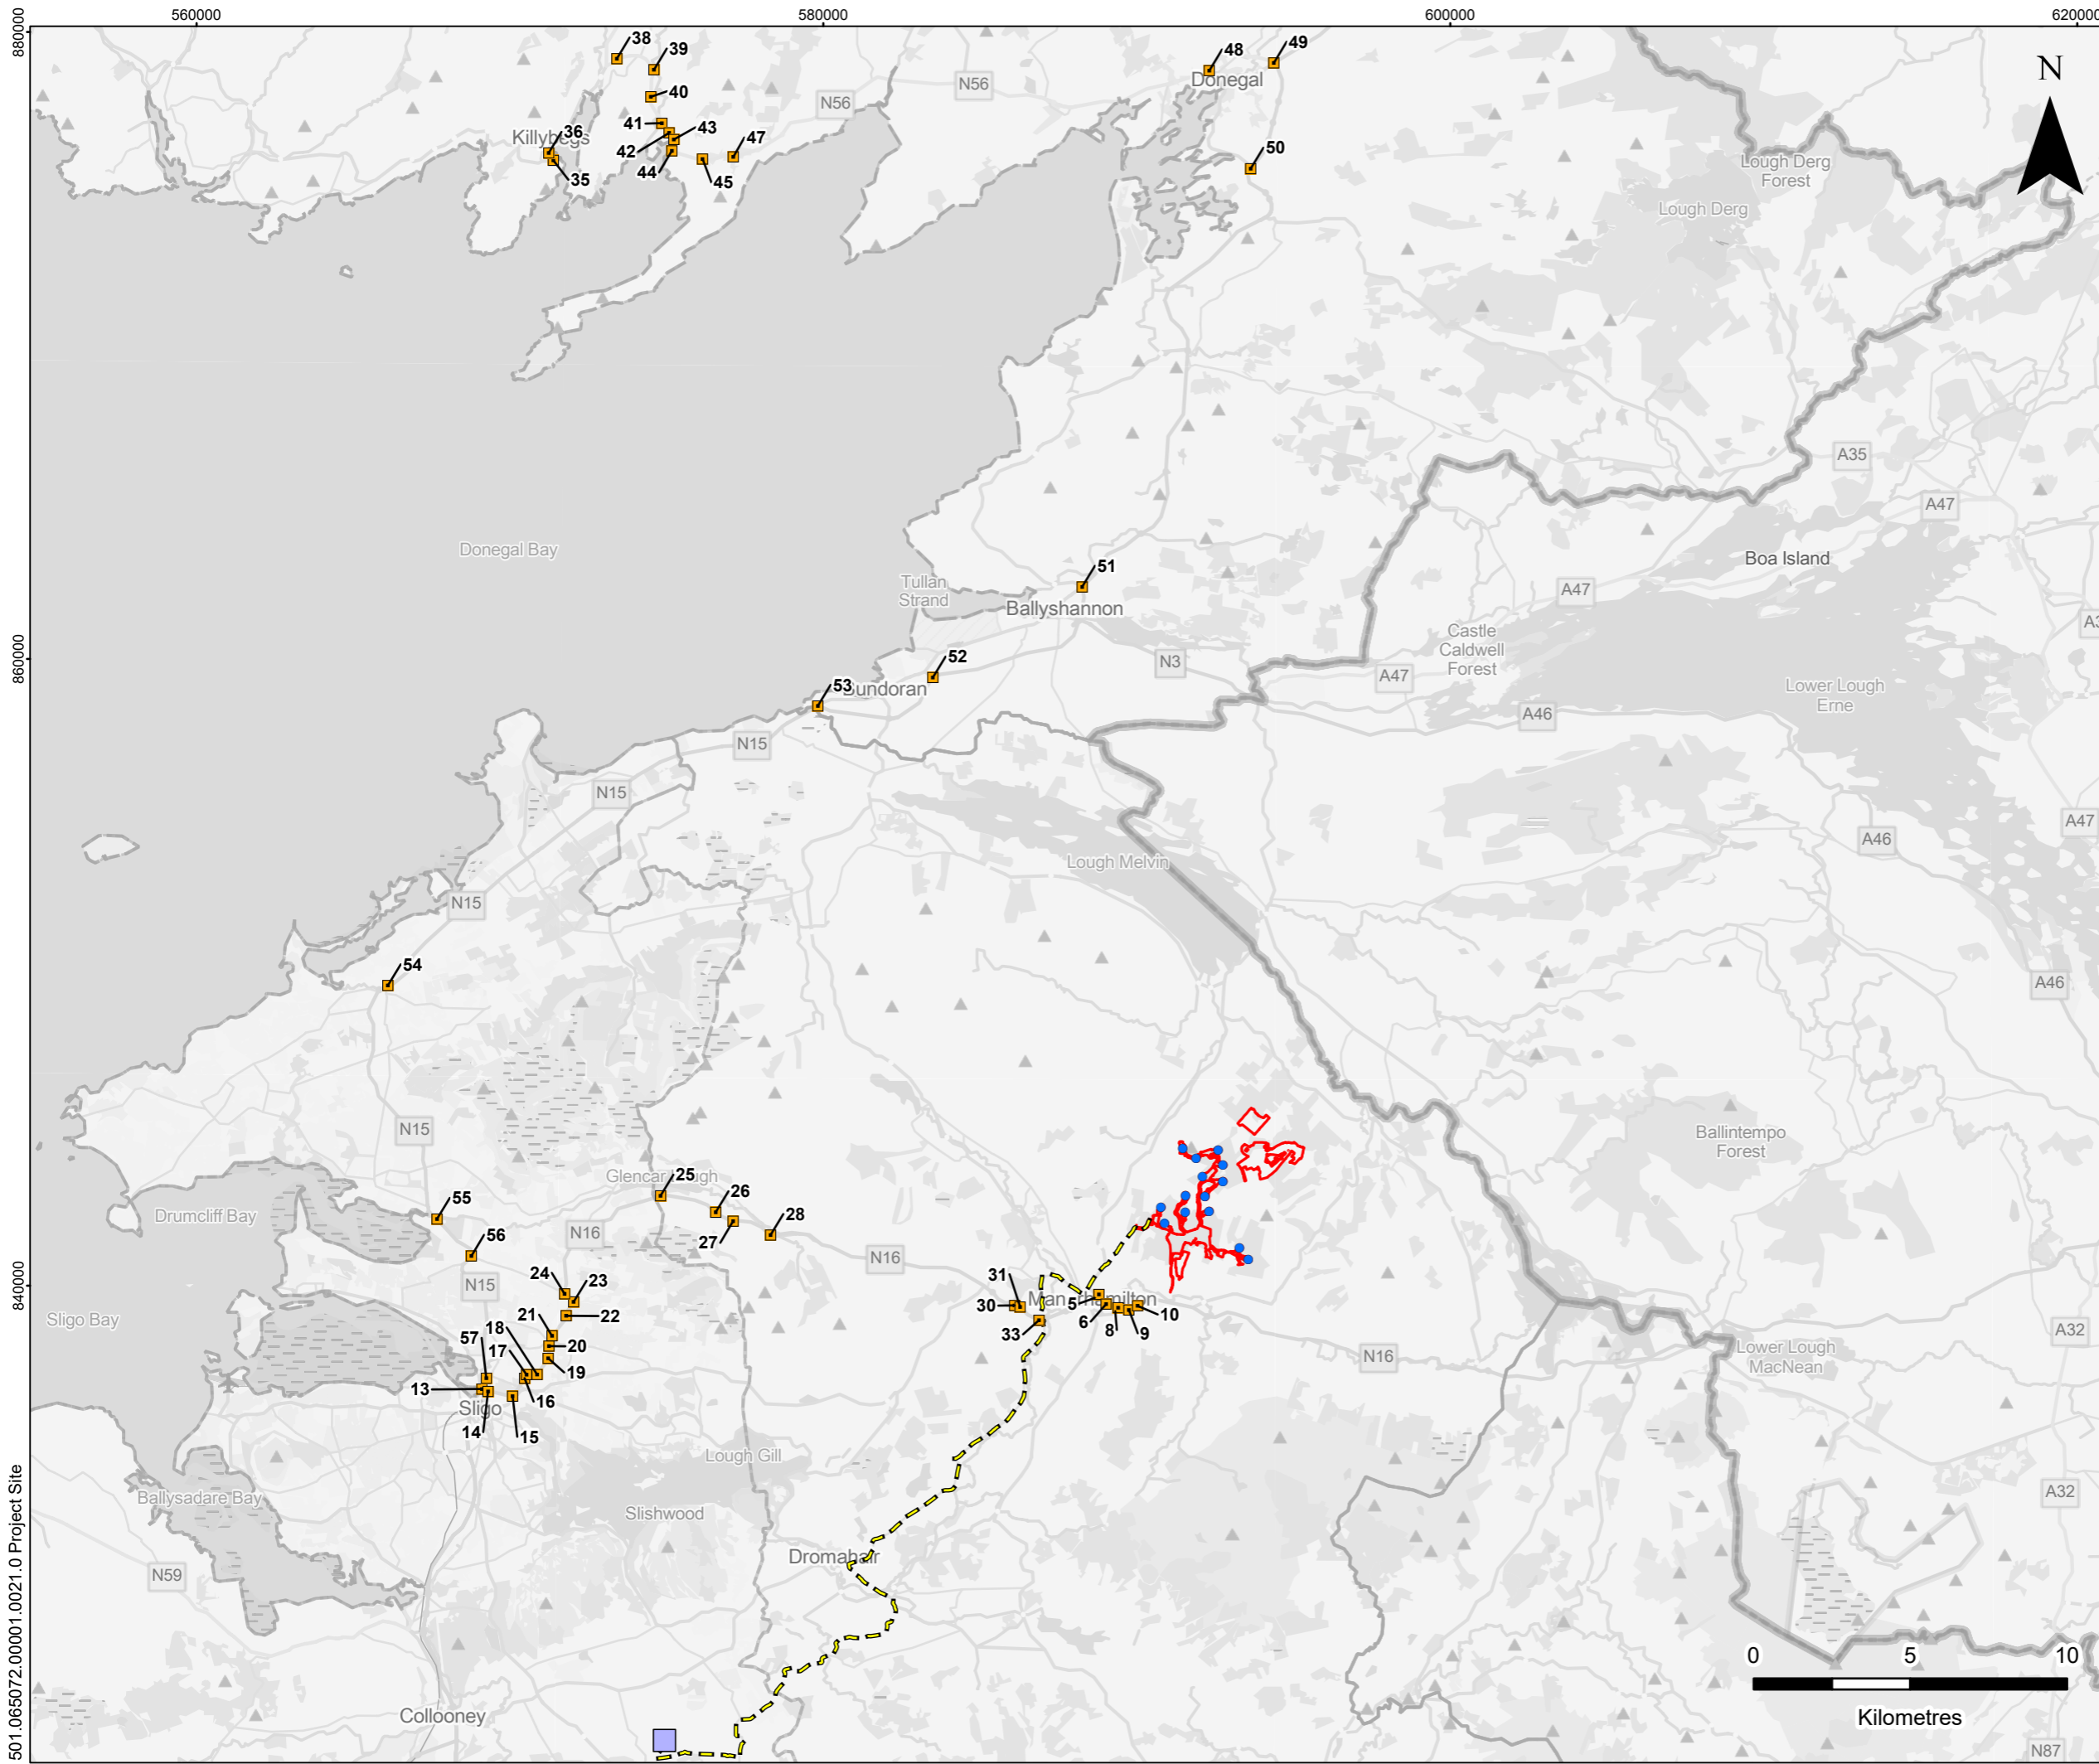 560000
580000
600000
620000
880000
38
39
48
49
N
Donegal
N56
N56
40
41
43
36
47
Killybegs
42
50
Lough Derg
Forest
44
35
45
Lough Derg
A35
A47
Donegal Bay
Boa Island
51
Tullan
Strand
A47
Ballyshannon
A3
860000
Castle
Caldwell
Forest
52
N3
A47
53
Bundoran
Lower Lough
Erne
A46
N15
N15
A47
A46
Lough Melvin
N15
54
A46
N15
Ballintempo
Forest
Glencar Lough
25
26
55
Drumcliff Bay
28
56
N16
27
N16
840000
24
23
N15
31
30
Manorhamilton
5
10
Sligo Bay
21
22
6
8
9
33
A32
18
57
20
17
19
N16
Lower Lough
MacNean
13
16
Sligo
14
15
Lough Gill
Ballysadare Bay
A32
Slishwood
Dromahair
N59
0
5
10
Collooney
Kilometres
N87
501.065072.00001.0021.0 Project Site